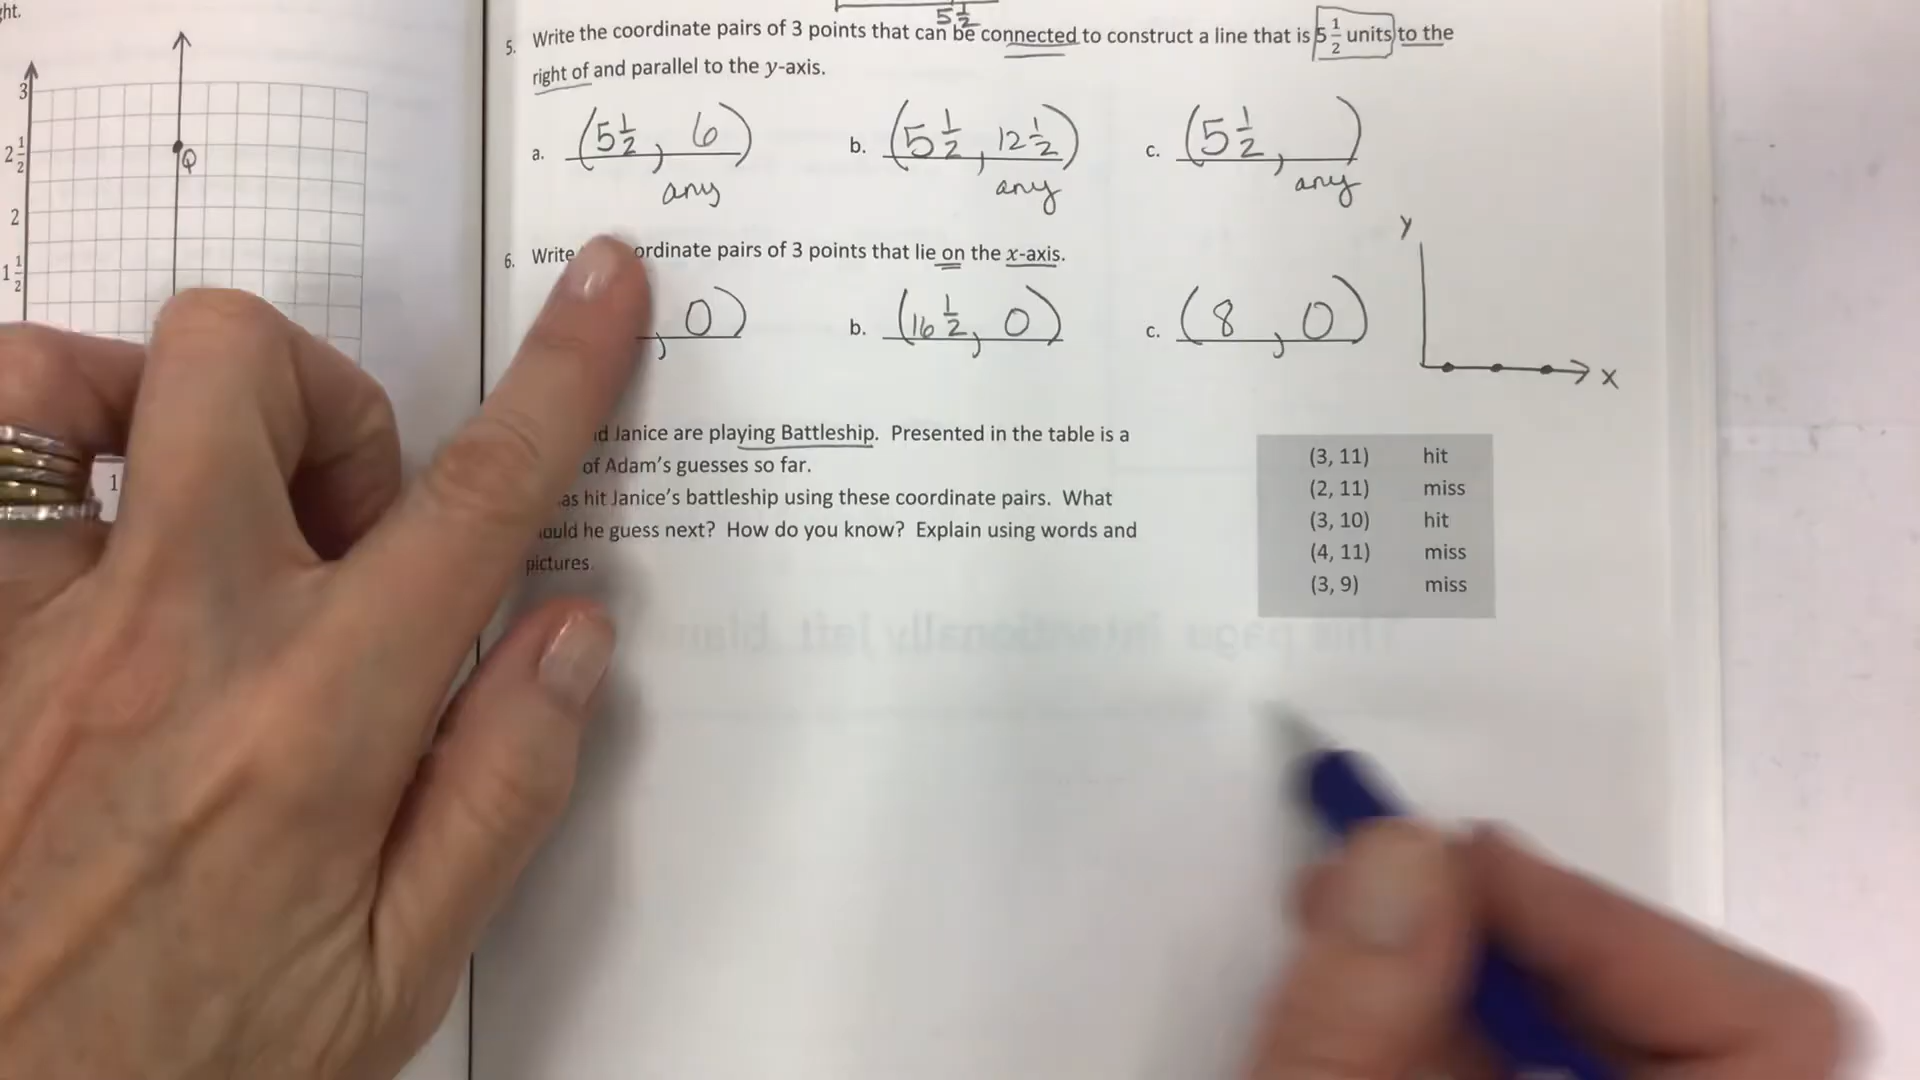 ght.
3
2 1/2
2
1 1/2
Q
1
5 1/2
5. Write the coordinate pairs of 3 points that can be connected to construct a line that is 5 1/2 units to the
right of and parallel to the y-axis.
a. (5 1/2, 6) b. (5 1/2, 12 1/2) c. (5 1/2, )
any any any
6. Write ordinate pairs of 3 points that lie on the x-axis.
, 0) b. (16 1/2, 0) c. (8, 0)
y
x
Janice are playing Battleship. Presented in the table is a
of Adam's guesses so far.
hit Janice's battleship using these coordinate pairs. What
he guess next? How do you know? Explain using words and
pictures.
(3, 11) hit
(2, 11) miss
(3, 10) hit
(4, 11) miss
(3, 9) miss